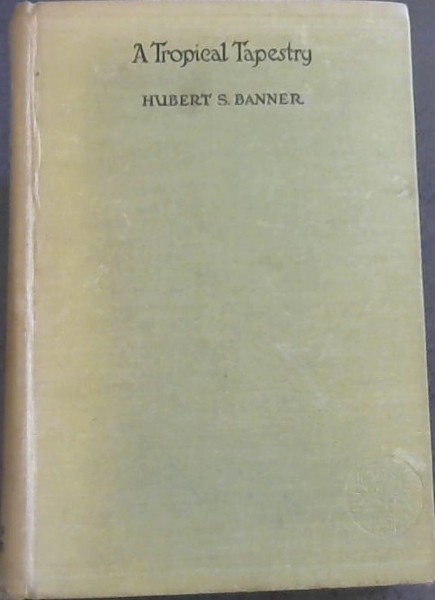 A Tropical Tapestry
HUBERT S. BANNER